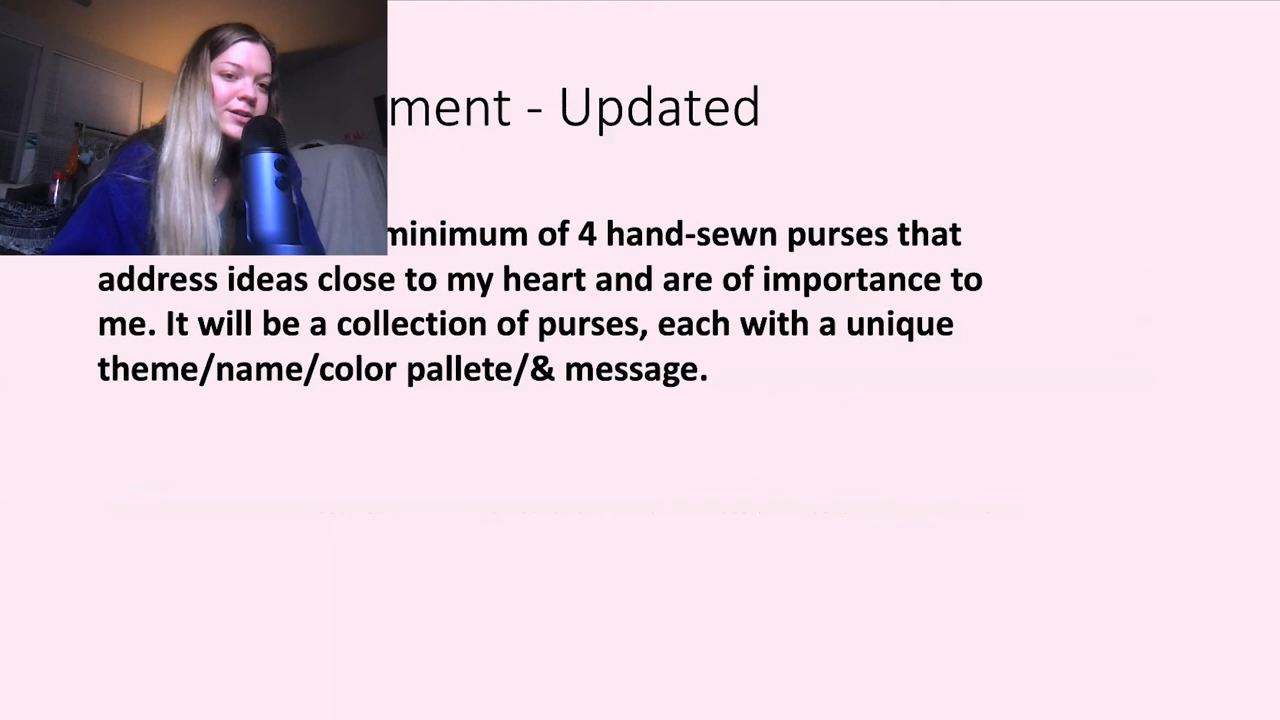 ment - Updated
minimum of 4 hand-sewn purses that
address ideas close to my heart and are of importance to
me. It will be a collection of purses, each with a unique
theme/name/color pallete/& message.